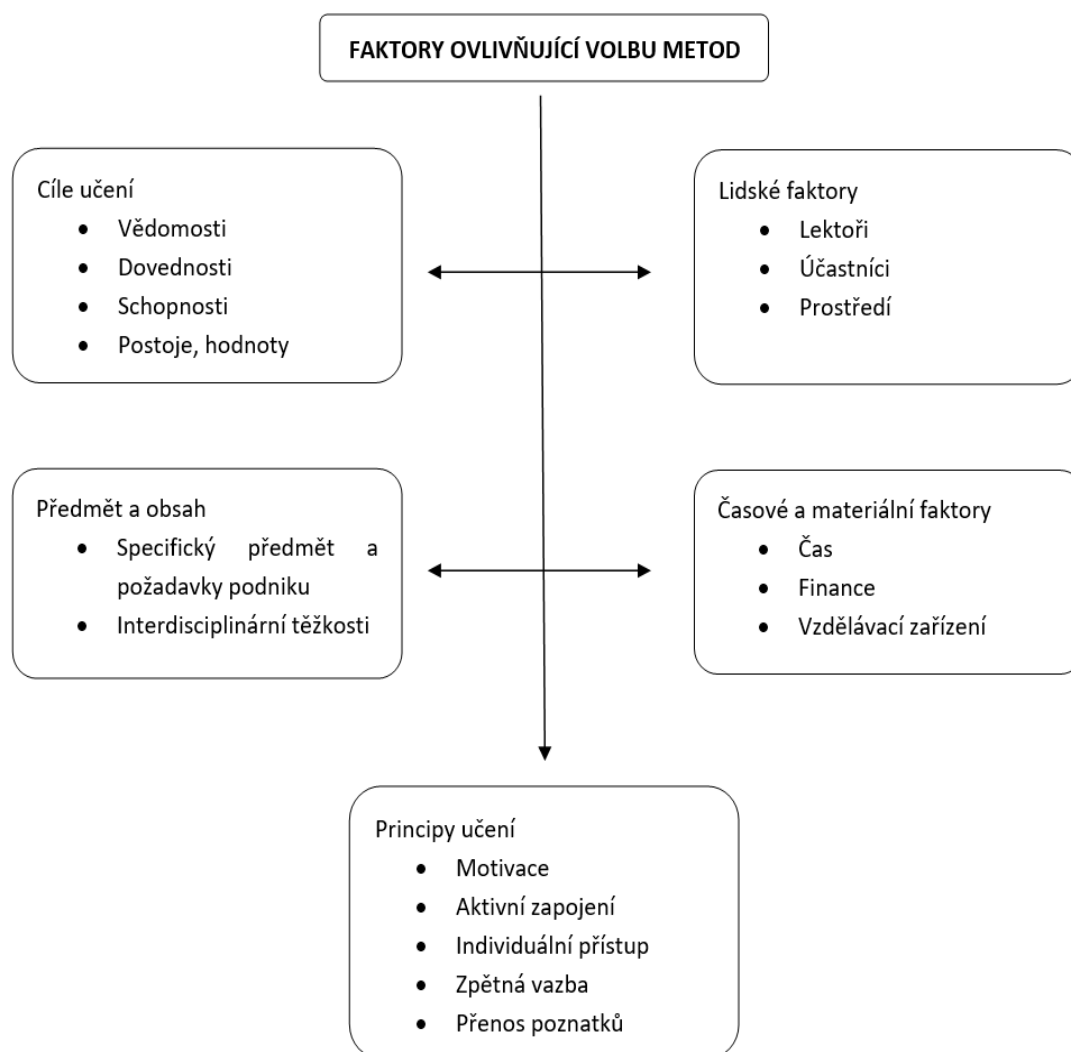 FAKTORY OVLIVŇUJÍCÍ VOLBU METOD
Cíle učení
• Vědomosti
• Dovednosti
• Schopnosti
• Postoje, hodnoty
Lidské faktory
• Lektoři
• Účastníci
• Prostředí
Předmět a obsah
• Specifický předmět a
požadavky podniku
• Interdisciplinární těžkosti
Časové a materiální faktory
• Čas
• Finance
• Vzdělávací zařízení
Principy učení
• Motivace
• Aktivní zapojení
• Individuální přístup
• Zpětná vazba
• Přenos poznatků